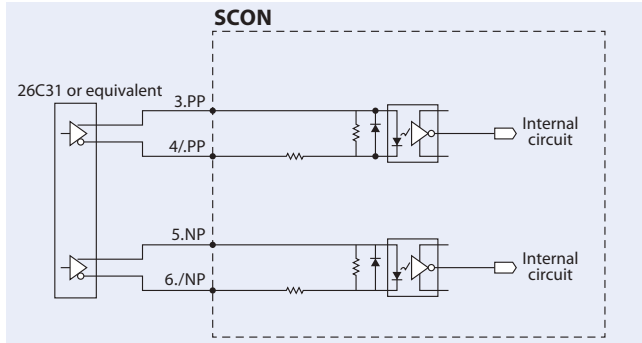 SCON
26C31 or equivalent
3.PP
4/.PP
Internal
circuit
5.NP
6./NP
Internal
circuit